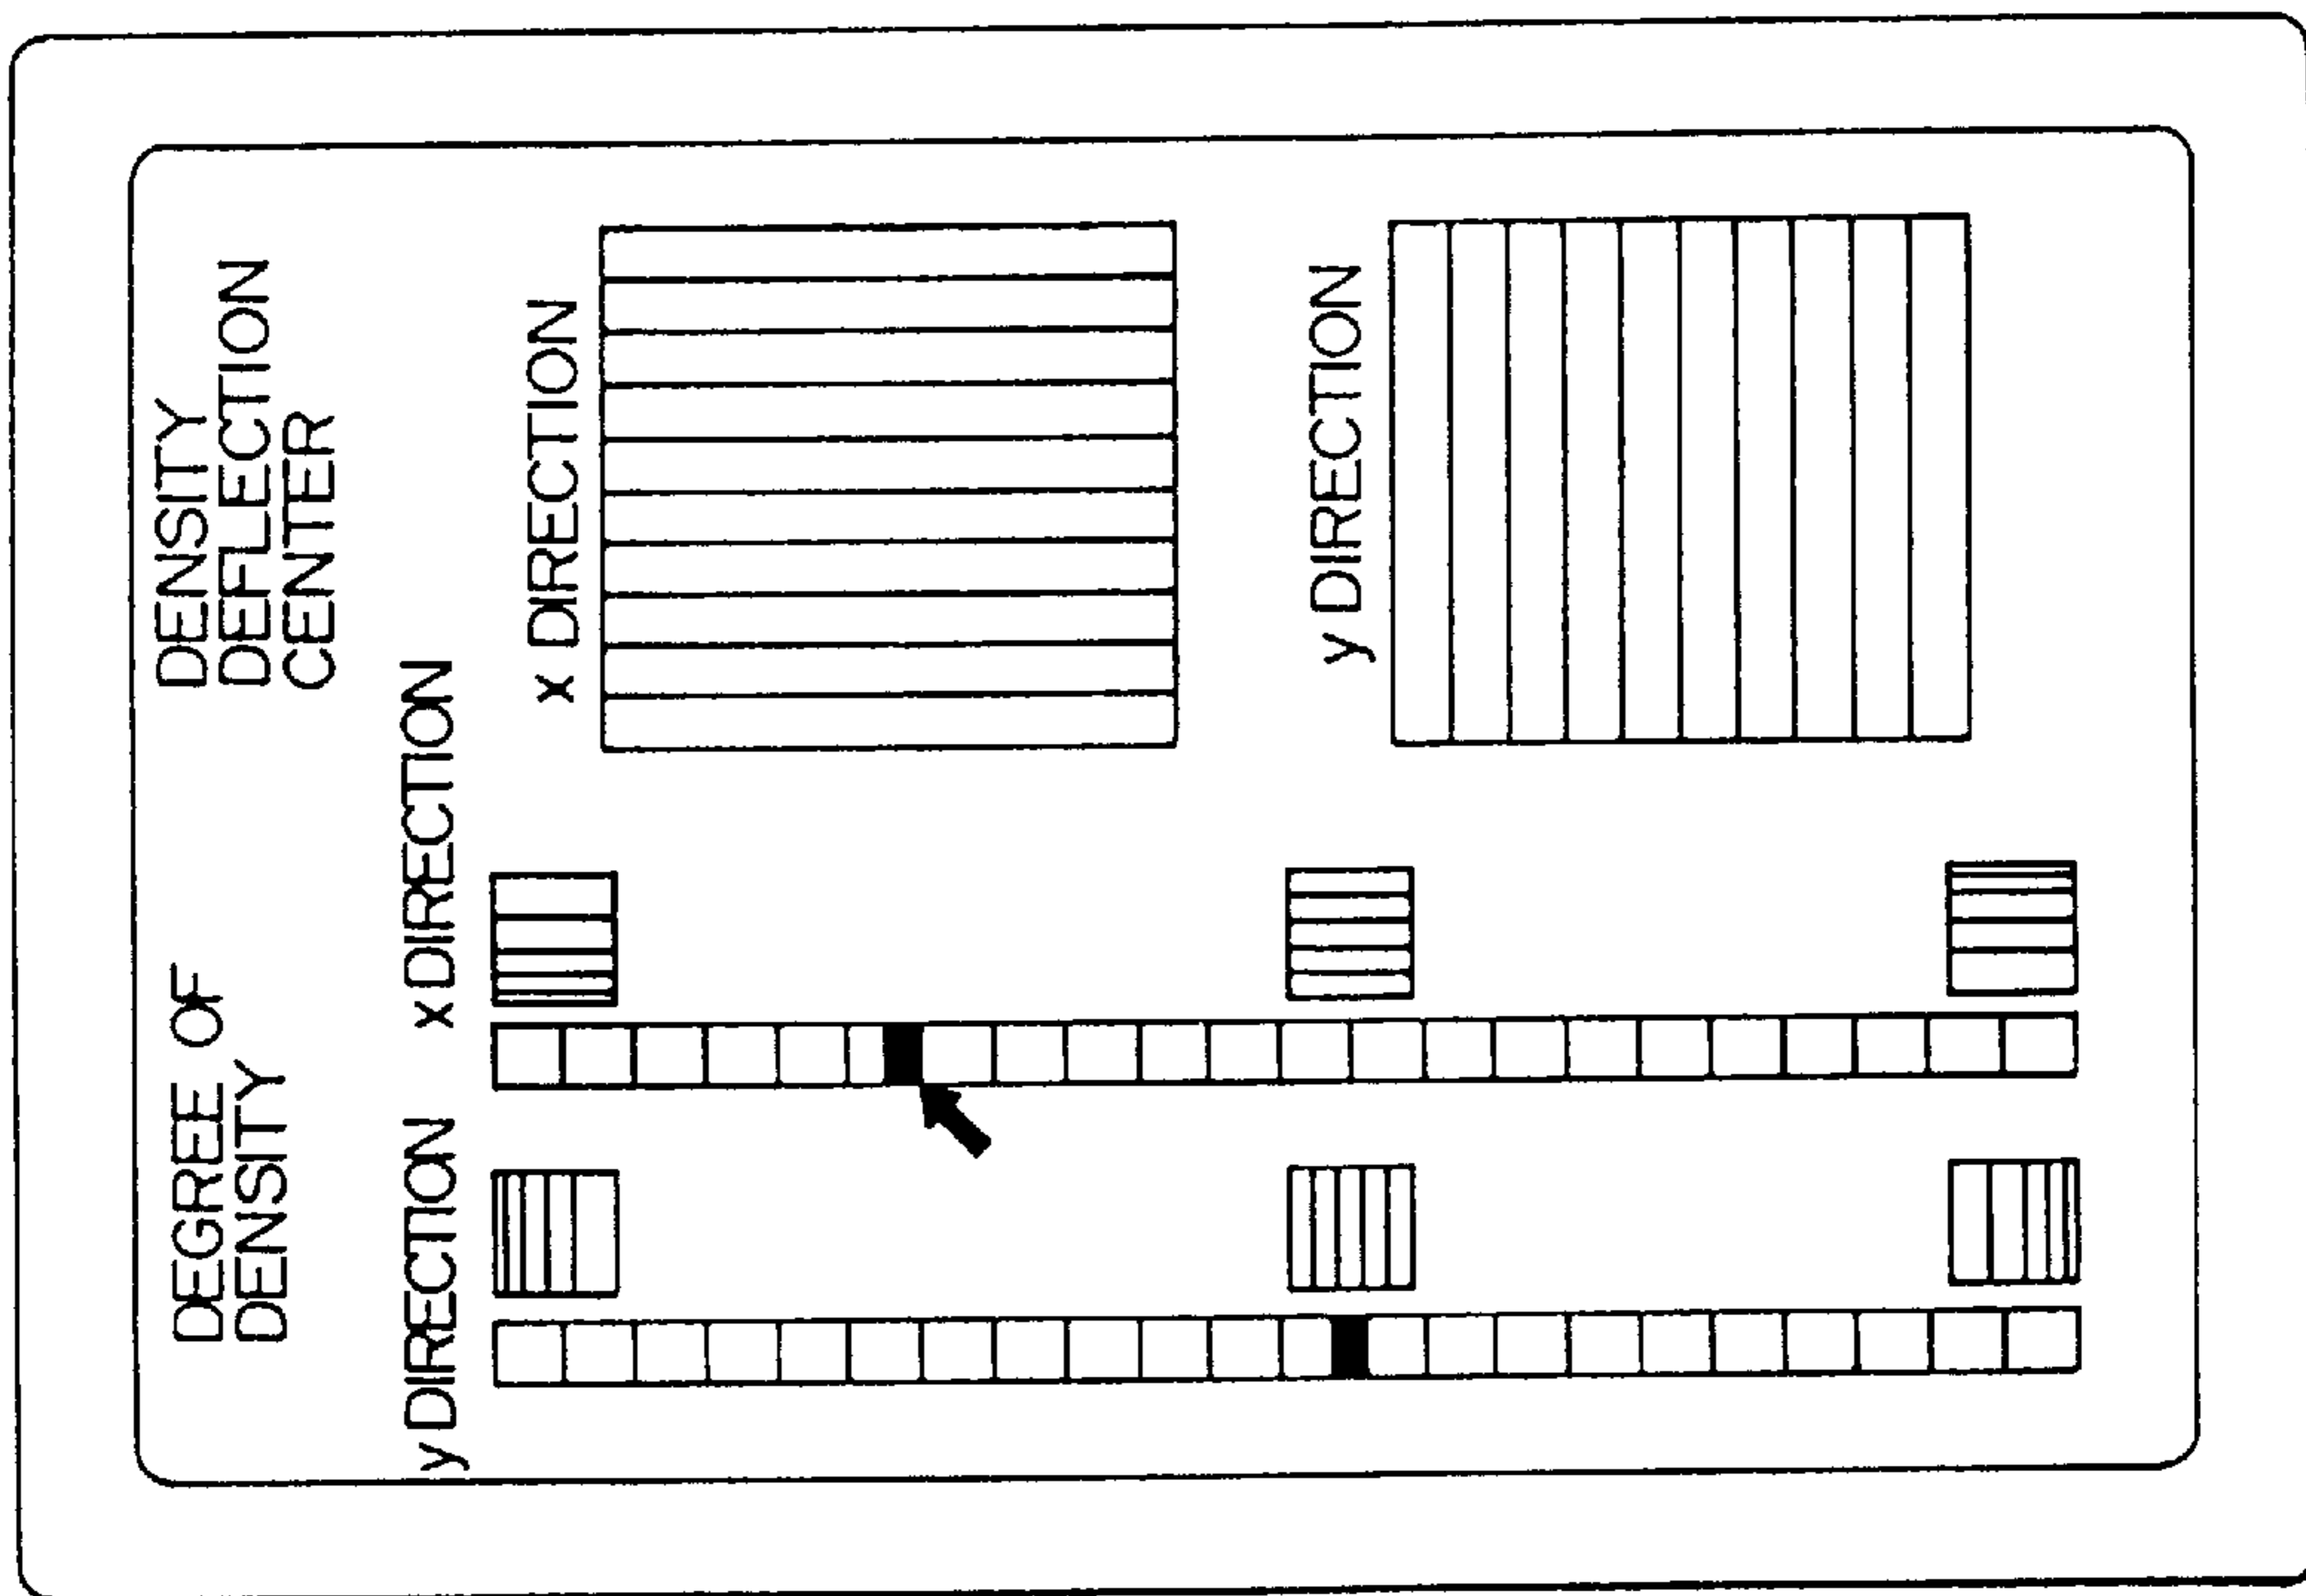 DEGREE OF
DENSITY
DENSITY
DEFLECTION
CENTER
y DIRECTION
x DIRECTION
x DIRECTION
y DIRECTION